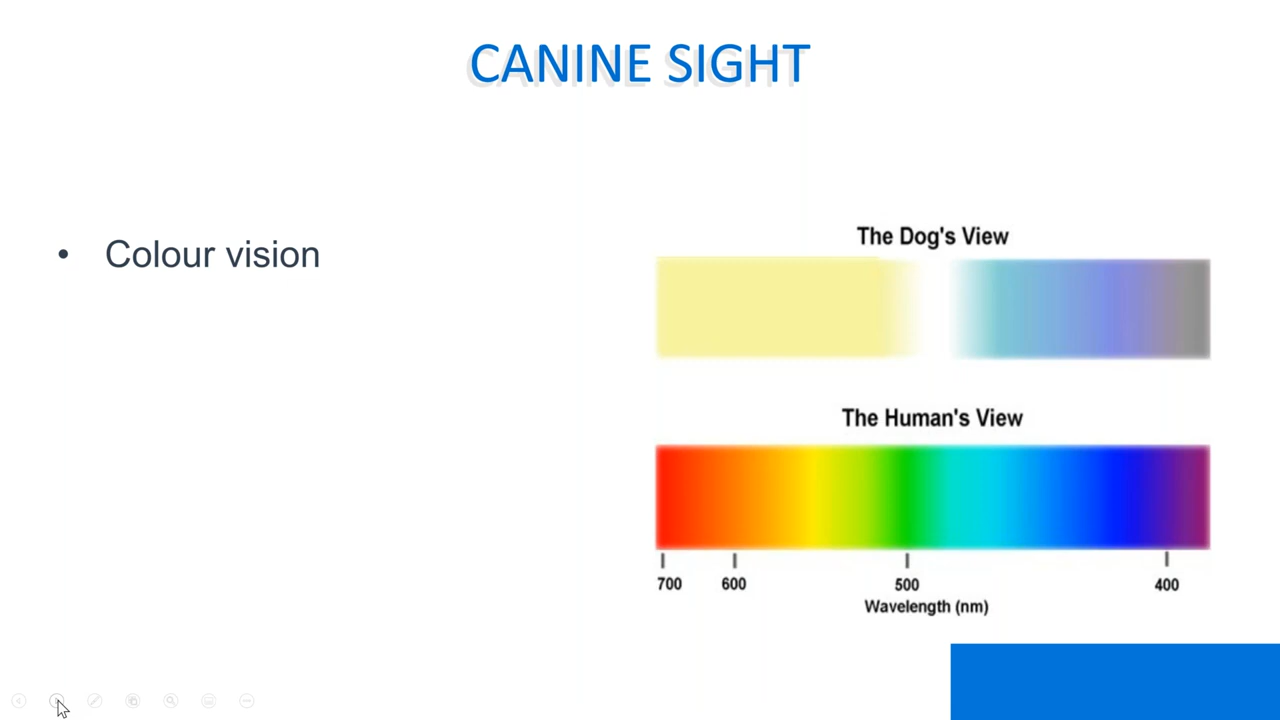 CANINE SIGHT
• Colour vision
The Dog's View
The Human's View
700 600 500 400
Wavelength (nm)